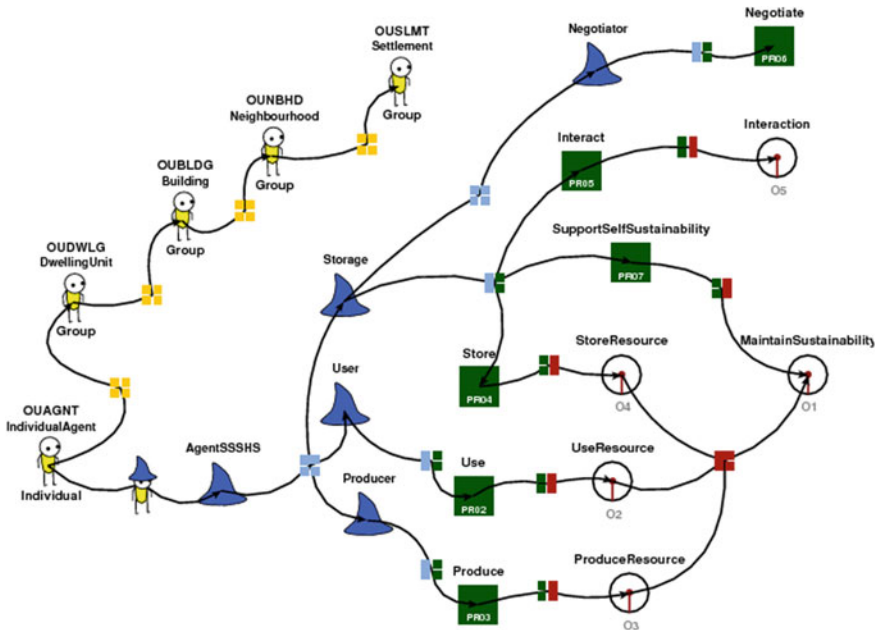 OUSLMT
Settlement
Group
OUNBHD
Neighbourhood
Group
OUBLDG
Building
Group
OUDWLG
DwellingUnit
Group
OUAGNT
IndividualAgent
Individual
AgentSSSHS
Negotiator
Negotiate
PR06
Interact
PR05
Interaction
O5
Storage
SupportSelfSustainability
PR07
Store
PR04
StoreResource
O4
MaintainSustainability
O1
User
Use
PR02
UseResource
O2
Producer
Produce
PR03
ProduceResource
O3